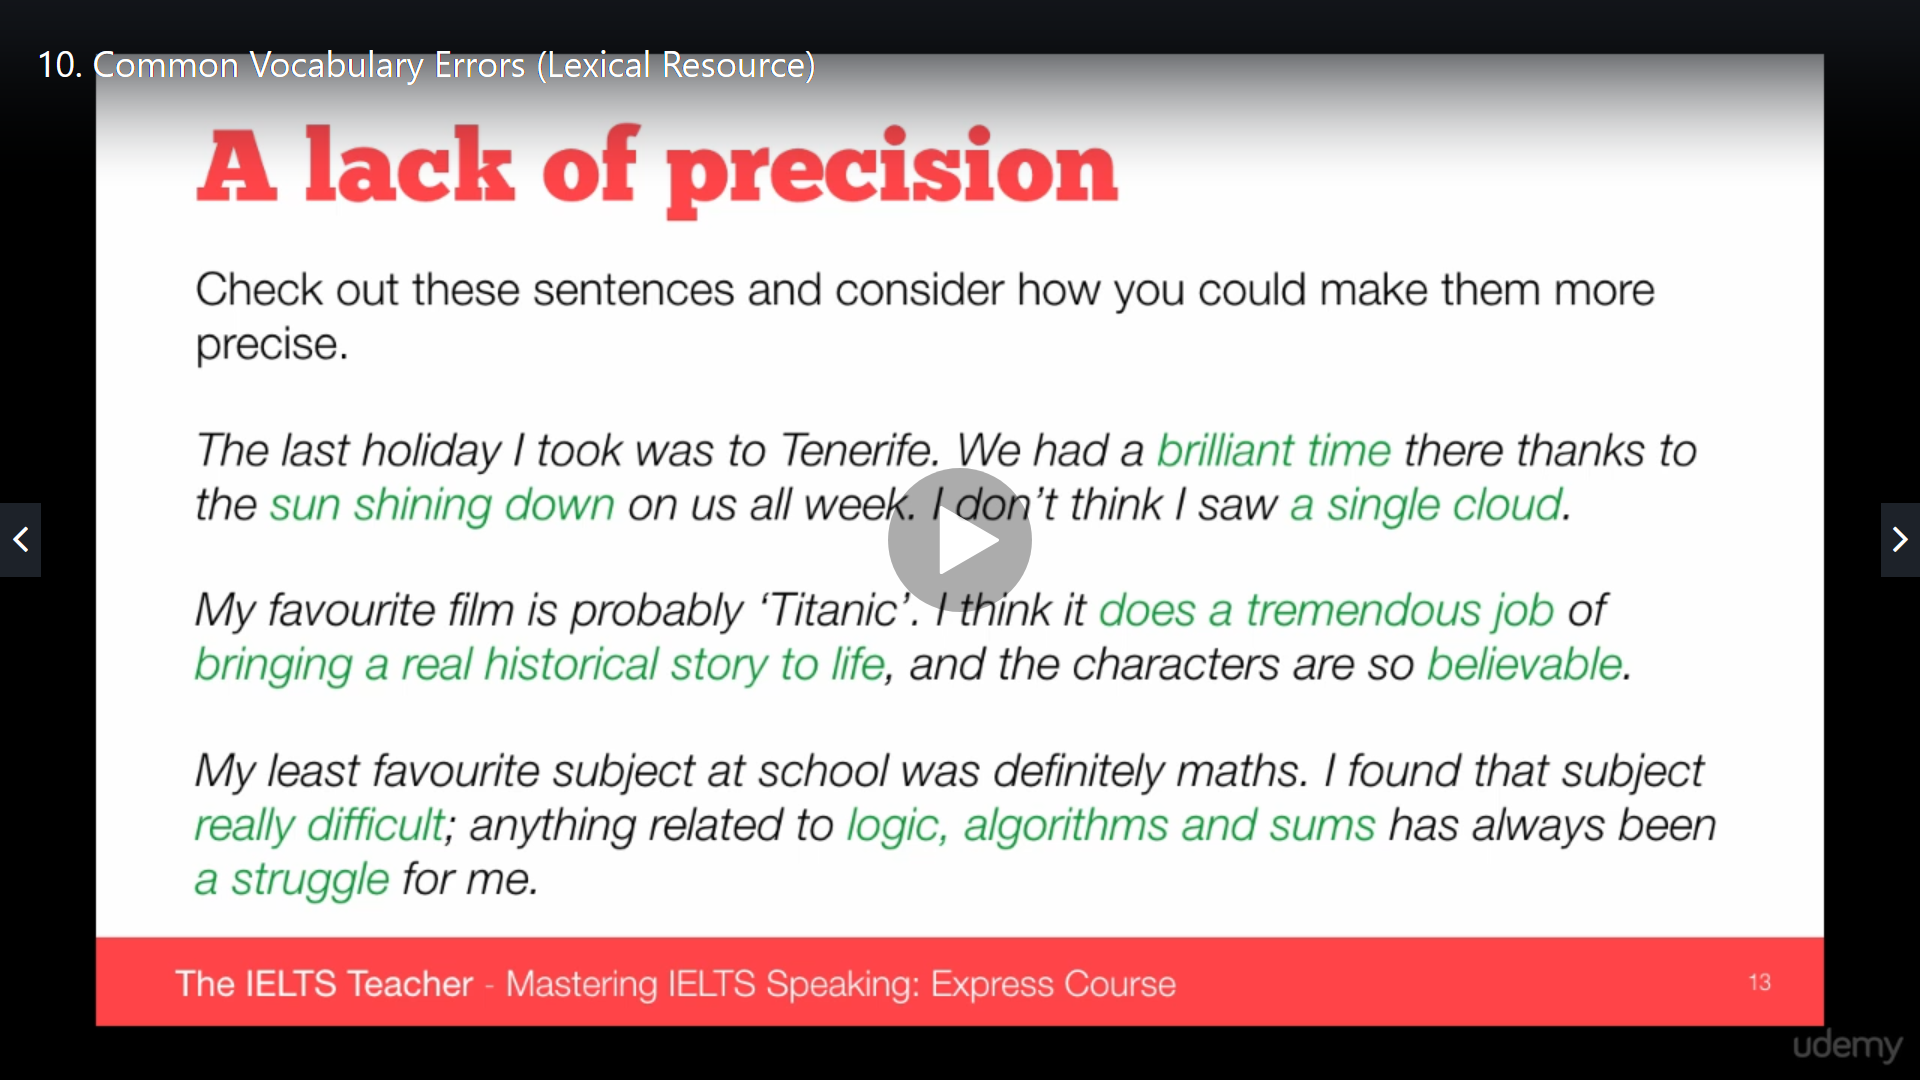 10. Common Vocabulary Errors (Lexical Resource)
A lack of precision
Check out these sentences and consider how you could make them more
precise.
The last holiday I took was to Tenerife. We had a brilliant time there thanks to
the sun shining down on us all week. I don't think I saw a single cloud.
My favourite film is probably ‘Titanic’. I think it does a tremendous job of
bringing a real historical story to life, and the characters are so believable.
My least favourite subject at school was definitely maths. I found that subject
really difficult; anything related to logic, algorithms and sums has always been
a struggle for me.
The IELTS Teacher - Mastering IELTS Speaking: Express Course
13
udemy